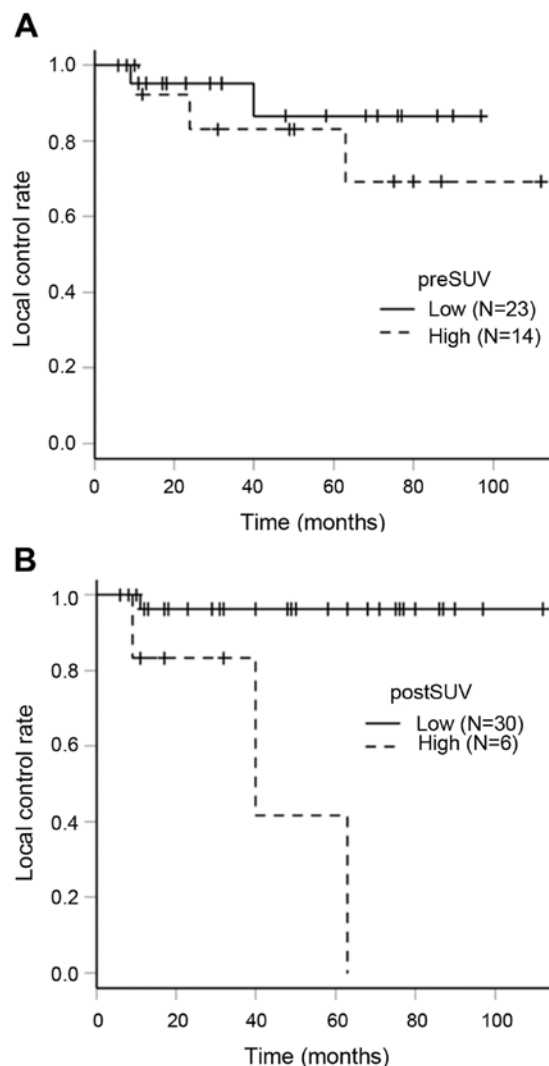 A
1.0
0.8
0.6
0.4
0.2
0.0
Local control rate
preSUV
Low (N=23)
High (N=14)
0 20 40 60 80 100
Time (months)
B
1.0
0.8
0.6
0.4
0.2
0.0
Local control rate
postSUV
Low (N=30)
High (N=6)
0 20 40 60 80 100
Time (months)